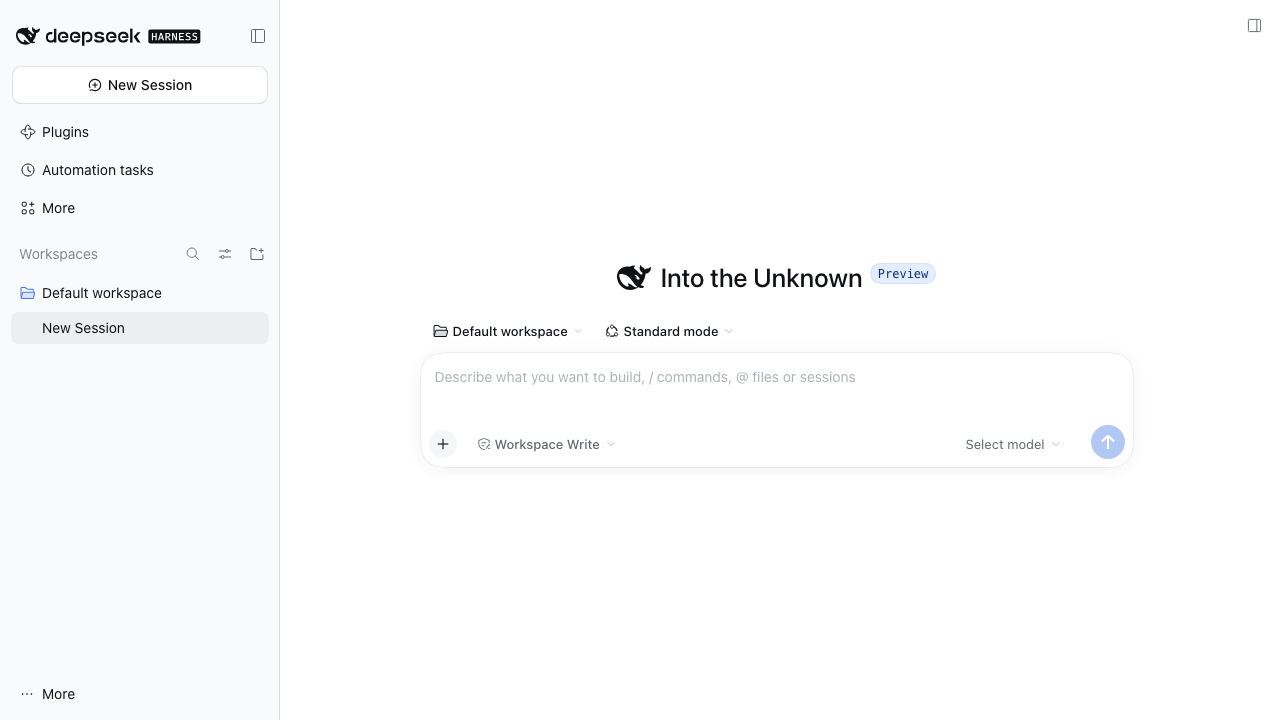 deepseek HARNESS
New Session
Plugins
Automation tasks
More
Workspaces
Default workspace
New Session
More
Into the Unknown Preview
Default workspace Standard mode
Describe what you want to build, / commands, @ files or sessions
Workspace Write Select model